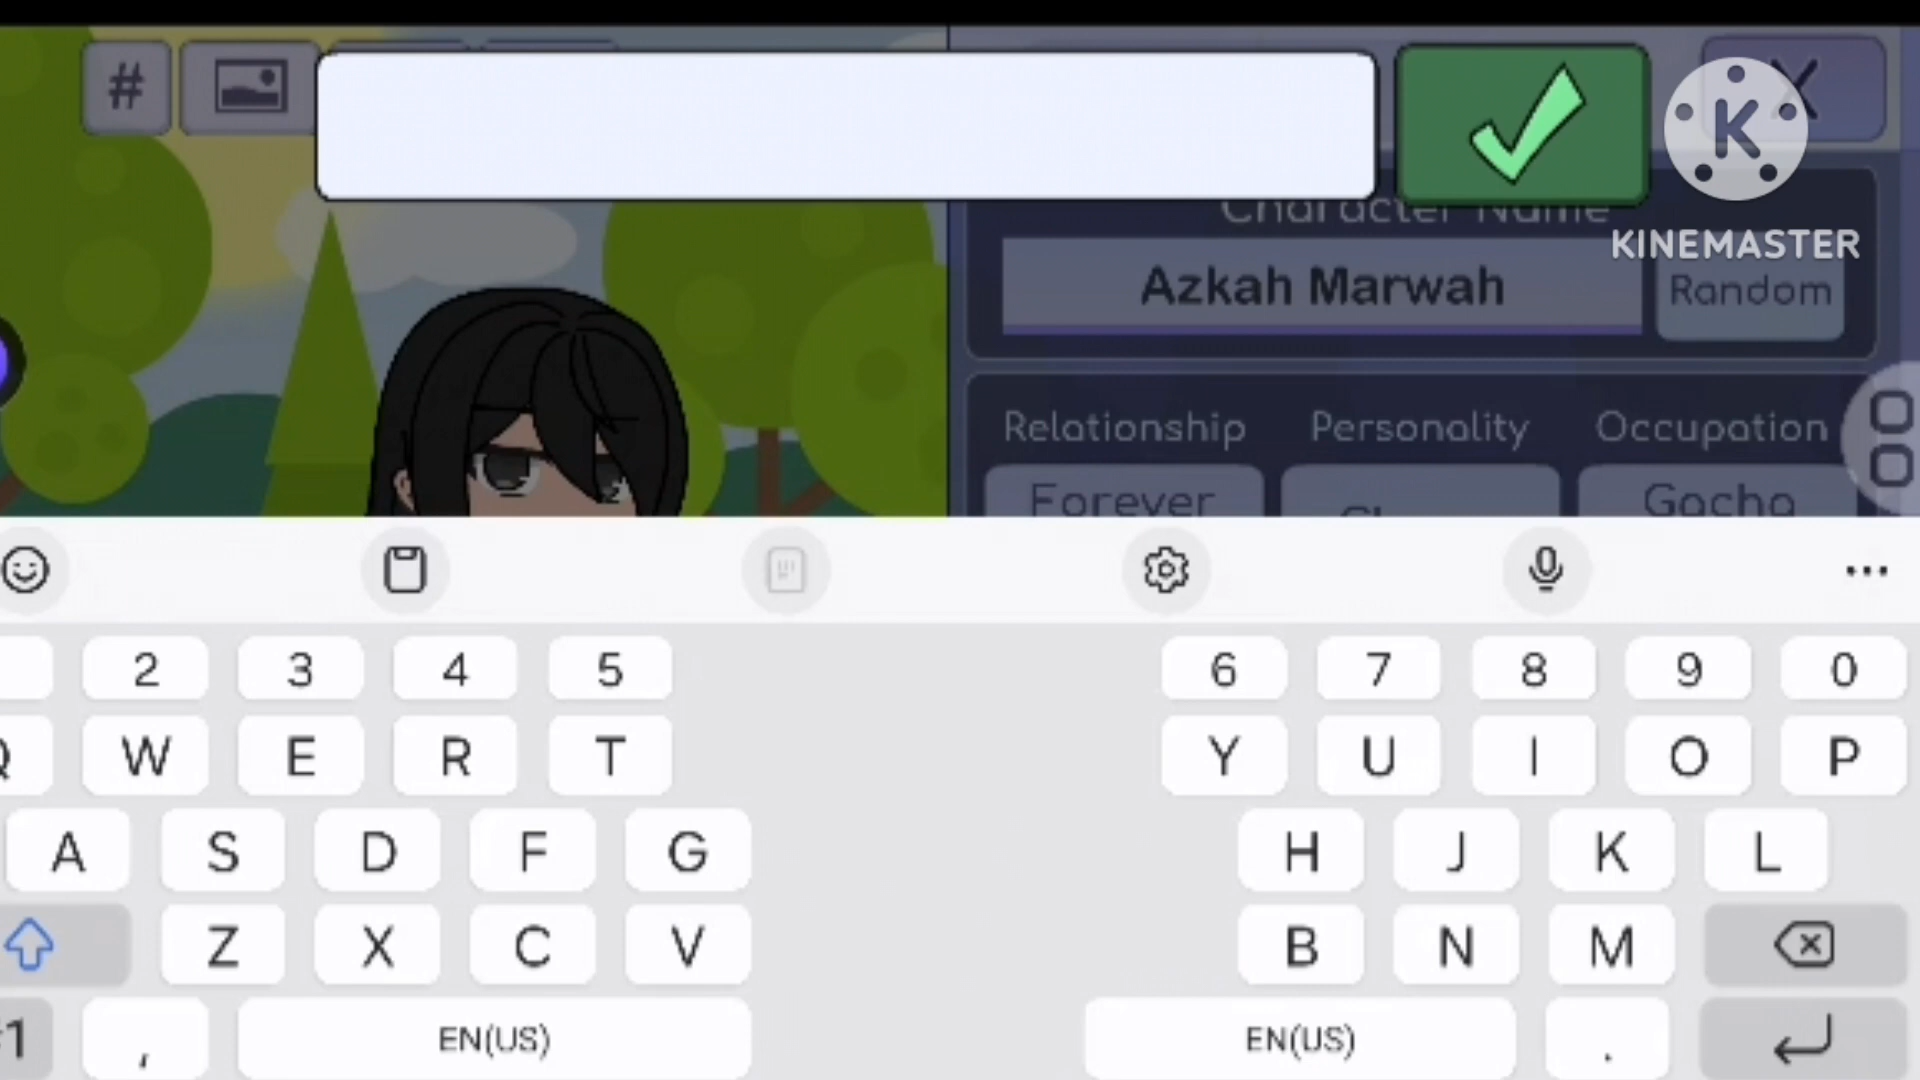 #
X
K
KINEMASTER
Character Name
Azkah Marwah
Random
Relationship Personality Occupation
Forever Gacha
2 3 4 5 6 7 8 9 0
Q W E R T Y U I O P
A S D F G H J K L
Z X C V B N M
, EN(US) EN(US) .